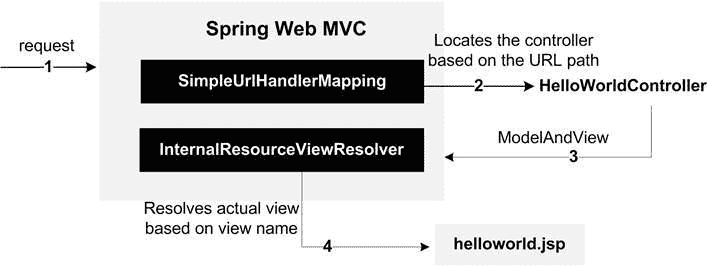 Spring Web MVC
request
1
SimpleUrlHandlerMapping
Locates the controller
based on the URL path
2
HelloWorldController
InternalResourceViewResolver
ModelAndView
3
Resolves actual view
based on view name
4
helloworld.jsp